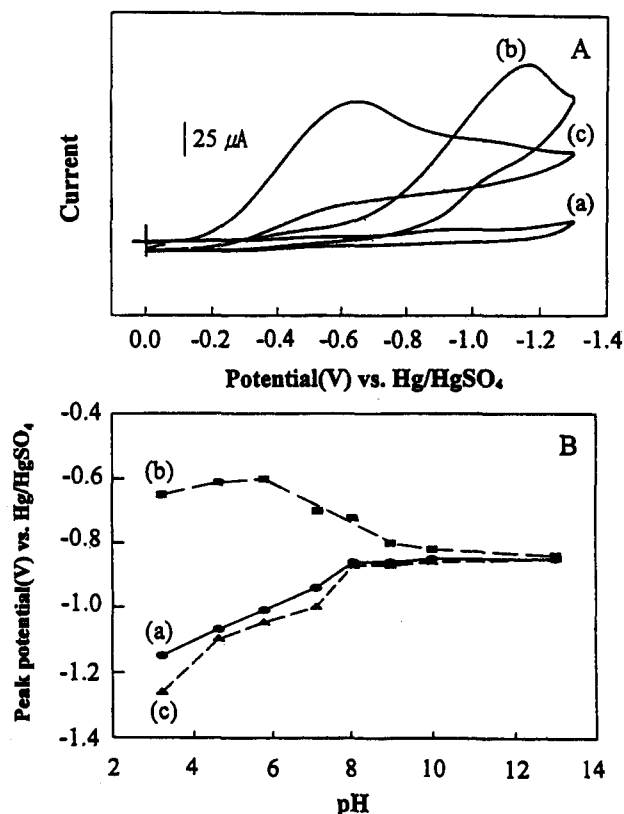 A
(b)
25 μA
(c)
(a)
Current
0.0 -0.2 -0.4 -0.6 -0.8 -1.0 -1.2 -1.4
Potential(V) vs. Hg/HgSO₄
-0.4
B
(b)
-0.6
-0.8
-1.0
(a)
-1.2
(c)
-1.4
Peak potential(V) vs. Hg/HgSO₄
2 4 6 8 10 12 14
pH